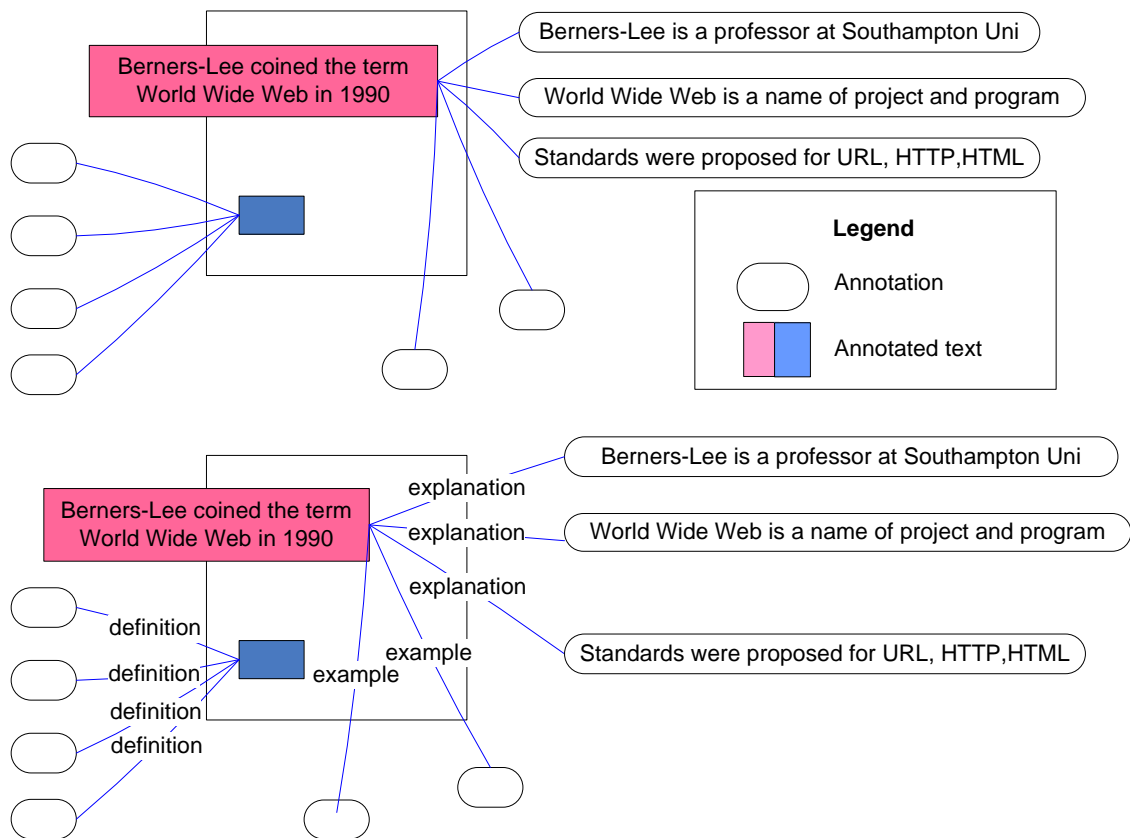 Berners-Lee is a professor at Southampton Uni
Berners-Lee coined the term
World Wide Web in 1990
World Wide Web is a name of project and program
Standards were proposed for URL, HTTP,HTML
Legend
Annotation
Annotated text
Berners-Lee is a professor at Southampton Uni
explanation
Berners-Lee coined the term
World Wide Web in 1990
explanation
World Wide Web is a name of project and program
explanation
definition
example
Standards were proposed for URL, HTTP,HTML
definition
example
definition
definition